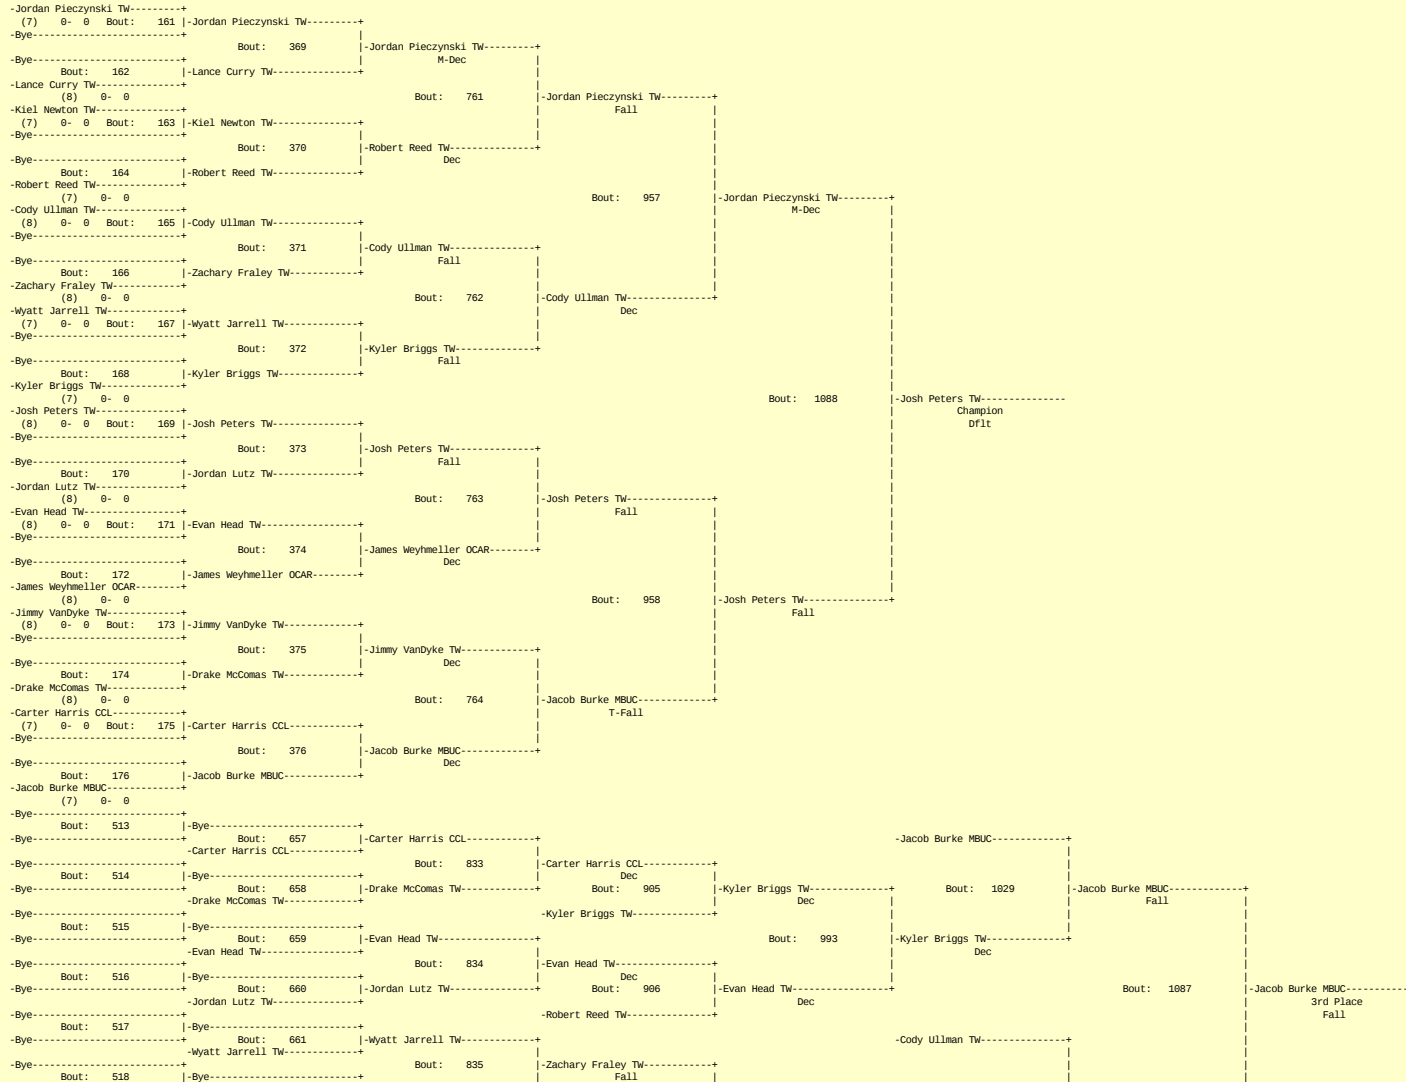 -Jordan Pieczynski TW---------+
(7) 0- 0 Bout: 161 |-Jordan Pieczynski TW---------+
-Bye--------------------------+ |
Bout: 369 |-Jordan Pieczynski TW---------+
-Bye--------------------------+ | M-Dec |
Bout: 162 |-Lance Curry TW---------------+ |
-Lance Curry TW---------------+ |
(8) 0- 0 Bout: 761 |-Jordan Pieczynski TW---------+
-Kiel Newton TW---------------+ | Fall |
(7) 0- 0 Bout: 163 |-Kiel Newton TW---------------+ | |
-Bye--------------------------+ | | |
Bout: 370 |-Robert Reed TW---------------+ |
-Bye--------------------------+ | Dec |
Bout: 164 |-Robert Reed TW---------------+ |
-Robert Reed TW---------------+ |
(7) 0- 0 Bout: 957 |-Jordan Pieczynski TW---------+
-Cody Ullman TW---------------+ | M-Dec |
(8) 0- 0 Bout: 165 |-Cody Ullman TW---------------+ | |
-Bye--------------------------+ | | |
Bout: 371 |-Cody Ullman TW---------------+ | |
-Bye--------------------------+ | Fall | | |
Bout: 166 |-Zachary Fraley TW------------+ | | |
-Zachary Fraley TW------------+ | | |
(8) 0- 0 Bout: 762 |-Cody Ullman TW---------------+ |
-Wyatt Jarrell TW-------------+ | Dec |
(7) 0- 0 Bout: 167 |-Wyatt Jarrell TW-------------+ | |
-Bye--------------------------+ | | |
Bout: 372 |-Kyler Briggs TW--------------+ |
-Bye--------------------------+ | Fall |
Bout: 168 |-Kyler Briggs TW--------------+ |
-Kyler Briggs TW--------------+ |
(7) 0- 0 Bout: 1088 |-Josh Peters TW---------------
-Josh Peters TW---------------+ | Champion
(8) 0- 0 Bout: 169 |-Josh Peters TW---------------+ | Dflt
-Bye--------------------------+ | |
Bout: 373 |-Josh Peters TW---------------+ |
-Bye--------------------------+ | Fall | |
Bout: 170 |-Jordan Lutz TW---------------+ | |
-Jordan Lutz TW---------------+ | |
(8) 0- 0 Bout: 763 |-Josh Peters TW---------------+ |
-Evan Head TW-----------------+ | Fall | |
(8) 0- 0 Bout: 171 |-Evan Head TW-----------------+ | | |
-Bye--------------------------+ | | | |
Bout: 374 |-James Weyhmeller OCAR--------+ | |
-Bye--------------------------+ | Dec | |
Bout: 172 |-James Weyhmeller OCAR--------+ | |
-James Weyhmeller OCAR--------+ | |
(8) 0- 0 Bout: 958 |-Josh Peters TW---------------+
-Jimmy VanDyke TW-------------+ | Fall
(8) 0- 0 Bout: 173 |-Jimmy VanDyke TW-------------+ |
-Bye--------------------------+ | |
Bout: 375 |-Jimmy VanDyke TW-------------+ |
-Bye--------------------------+ | Dec | |
Bout: 174 |-Drake McComas TW-------------+ | |
-Drake McComas TW-------------+ | |
(8) 0- 0 Bout: 764 |-Jacob Burke MBUC-------------+
-Carter Harris CCL------------+ | T-Fall
(7) 0- 0 Bout: 175 |-Carter Harris CCL------------+ |
-Bye--------------------------+ | |
Bout: 376 |-Jacob Burke MBUC-------------+
-Bye--------------------------+ | Dec
Bout: 176 |-Jacob Burke MBUC-------------+
-Jacob Burke MBUC-------------+
(7) 0- 0
-Bye--------------------------+
Bout: 513 |-Bye--------------------------+
-Bye--------------------------+ Bout: 657 |-Carter Harris CCL------------+ -Jacob Burke MBUC-------------+
-Carter Harris CCL------------+ | |
-Bye--------------------------+ Bout: 833 |-Carter Harris CCL------------+ |
Bout: 514 |-Bye--------------------------+ | Dec | |
-Bye--------------------------+ Bout: 658 |-Drake McComas TW-------------+ Bout: 905 |-Kyler Briggs TW--------------+ Bout: 1029 |-Jacob Burke MBUC-------------+
-Drake McComas TW-------------+ | Dec | | Fall |
-Bye--------------------------+ -Kyler Briggs TW--------------+ | | |
Bout: 515 |-Bye--------------------------+ | | |
-Bye--------------------------+ Bout: 659 |-Evan Head TW-----------------+ Bout: 993 |-Kyler Briggs TW--------------+ |
-Evan Head TW-----------------+ | | Dec |
-Bye--------------------------+ Bout: 834 |-Evan Head TW-----------------+ | |
Bout: 516 |-Bye--------------------------+ | Dec | | |
-Bye--------------------------+ Bout: 660 |-Jordan Lutz TW---------------+ Bout: 906 |-Evan Head TW-----------------+ Bout: 1087 |-Jacob Burke MBUC-----------
-Jordan Lutz TW---------------+ | Dec | 3rd Place
-Bye--------------------------+ -Robert Reed TW---------------+ | Fall
Bout: 517 |-Bye--------------------------+ |
-Bye--------------------------+ Bout: 661 |-Wyatt Jarrell TW-------------+ -Cody Ullman TW---------------+ |
-Wyatt Jarrell TW-------------+ | | |
-Bye--------------------------+ Bout: 835 |-Zachary Fraley TW------------+ | |
Bout: 518 |-Bye--------------------------+ | Fall | | |